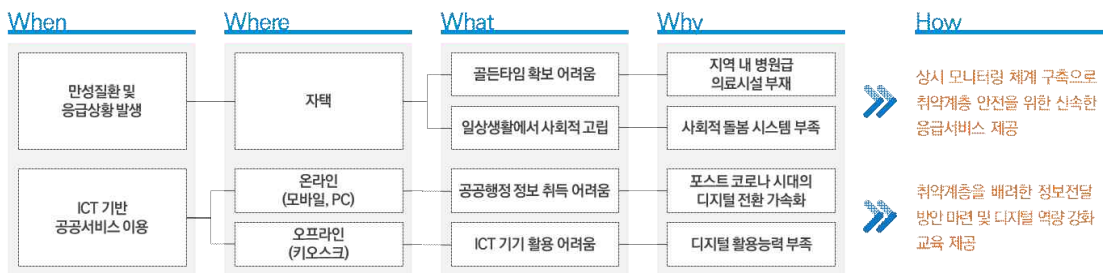 When
Where
What
Why
How
만성질환 및
응급상황 발생
자택
골든타임 확보 어려움
지역 내 병원급
의료시설 부재
일상생활에서 사회적 고립
사회적 돌봄 시스템 부족
상시 모니터링 체계 구축으로
취약계층 안전을 위한 신속한
응급서비스 제공
ICT 기반
공공서비스 이용
온라인
(모바일, PC)
공공행정 정보 취득 어려움
포스트 코로나 시대의
디지털 전환 가속화
오프라인
(키오스크)
ICT 기기 활용 어려움
디지털 활용능력 부족
취약계층을 배려한 정보전달
방안 마련 및 디지털 역량 강화
교육 제공